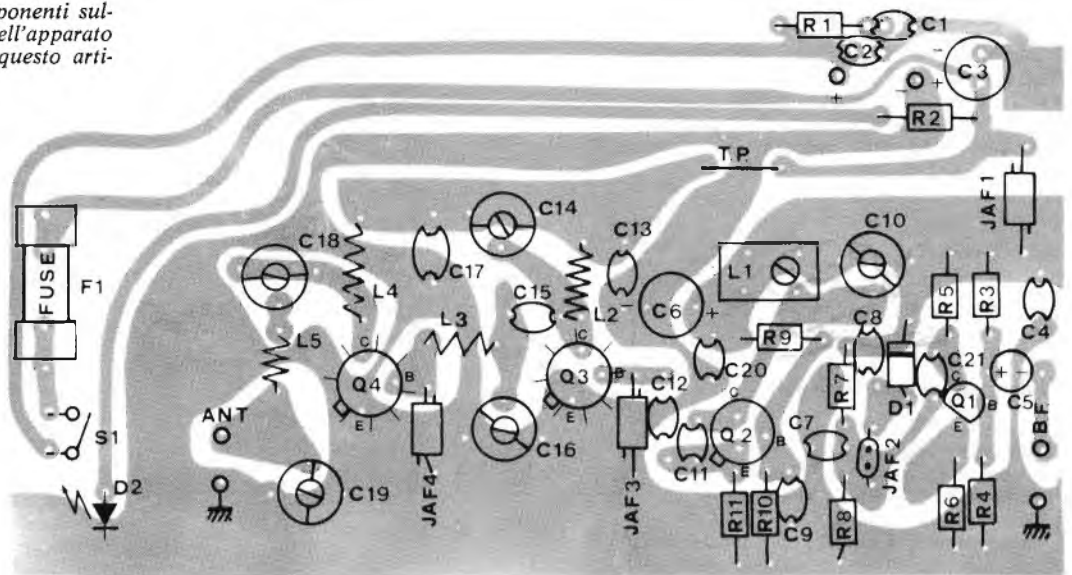 ponenti sul-
ell'apparato
questo arti-
R1
C1
C2
+
-
+
-
C3
R2
T.P.
JAF1
FUSE
F1
C18
L4
C17
C14
C13
C15
L2
-
C6
+
L1
C10
R5
R3
C4
L5
L3
C
Q4
B
E
C
Q3
B
E
C20
R9
C8
R7
D1
C21
C
Q1
B
E
+
-
C5
S1
ANT
D2
C19
JAF4
C16
JAF3
C12
C11
C
Q2
B
E
C7
JAF2
BF
R11
R10
C9
R8
R6
R4